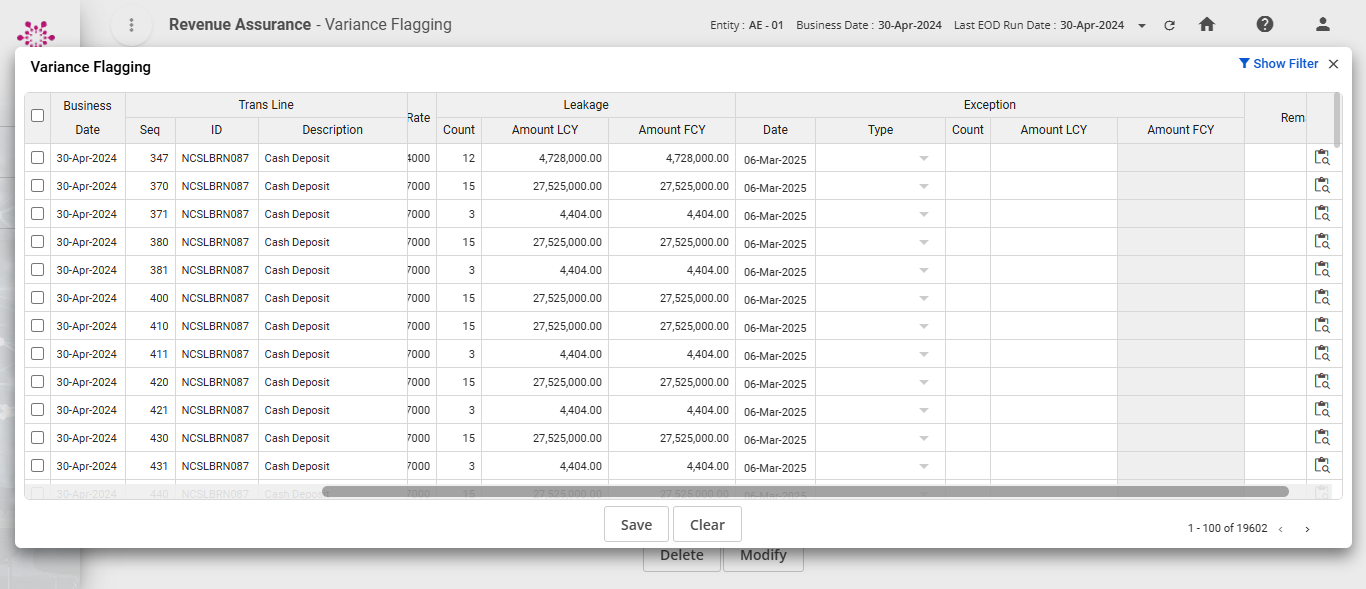 Revenue Assurance - Variance Flagging
Entity : AE - 01 Business Date : 30-Apr-2024 Last EOD Run Date : 30-Apr-2024
Variance Flagging
Show Filter
Business Date Trans Line Rate Leakage Exception Rem
Seq ID Description Count Amount LCY Amount FCY Date Type Count Amount LCY Amount FCY
30-Apr-2024 347 NCSLBRN087 Cash Deposit 4000 12 4,728,000.00 4,728,000.00 06-Mar-2025
30-Apr-2024 370 NCSLBRN087 Cash Deposit 7000 15 27,525,000.00 27,525,000.00 06-Mar-2025
30-Apr-2024 371 NCSLBRN087 Cash Deposit 7000 3 4,404.00 4,404.00 06-Mar-2025
30-Apr-2024 380 NCSLBRN087 Cash Deposit 7000 15 27,525,000.00 27,525,000.00 06-Mar-2025
30-Apr-2024 381 NCSLBRN087 Cash Deposit 7000 3 4,404.00 4,404.00 06-Mar-2025
30-Apr-2024 400 NCSLBRN087 Cash Deposit 7000 15 27,525,000.00 27,525,000.00 06-Mar-2025
30-Apr-2024 410 NCSLBRN087 Cash Deposit 7000 15 27,525,000.00 27,525,000.00 06-Mar-2025
30-Apr-2024 411 NCSLBRN087 Cash Deposit 7000 3 4,404.00 4,404.00 06-Mar-2025
30-Apr-2024 420 NCSLBRN087 Cash Deposit 7000 15 27,525,000.00 27,525,000.00 06-Mar-2025
30-Apr-2024 421 NCSLBRN087 Cash Deposit 7000 3 4,404.00 4,404.00 06-Mar-2025
30-Apr-2024 430 NCSLBRN087 Cash Deposit 7000 15 27,525,000.00 27,525,000.00 06-Mar-2025
30-Apr-2024 431 NCSLBRN087 Cash Deposit 7000 3 4,404.00 4,404.00 06-Mar-2025
30-Apr-2024 440 NCSLBRN087 Cash Deposit 7000 15 27,525,000.00 27,525,000.00 06-Mar-2025
Save Clear
1 - 100 of 19602
Delete Modify